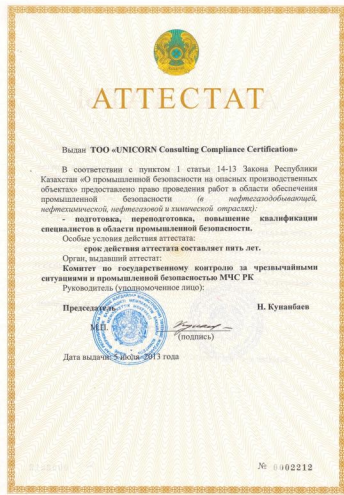 АТТЕСТАТ
Выдан ТОО «UNICORN Consulting Compliance Certification»
В соответствии с пунктом 1 статьи 14-13 Закона Республики
Казахстан «О промышленной безопасности на опасных производственных
объектах» предоставлено право проведения работ в области обеспечения
промышленной безопасности (в нефтегазодобывающей,
нефтехимической, нефтегазовой и химической отраслях):
- подготовка, переподготовка, повышение квалификации
специалистов в области промышленной безопасности.
Особые условия действия аттестата:
срок действия аттестата составляет пять лет.
Орган, выдавший аттестат:
Комитет по государственному контролю за чрезвычайными
ситуациями и промышленной безопасностью МЧС РК
Руководитель (уполномоченное лицо):
Председатель Н. Кунанбаев
М.П.
(подпись)
Дата выдачи: 5 июля 2013 года
№ 0002212